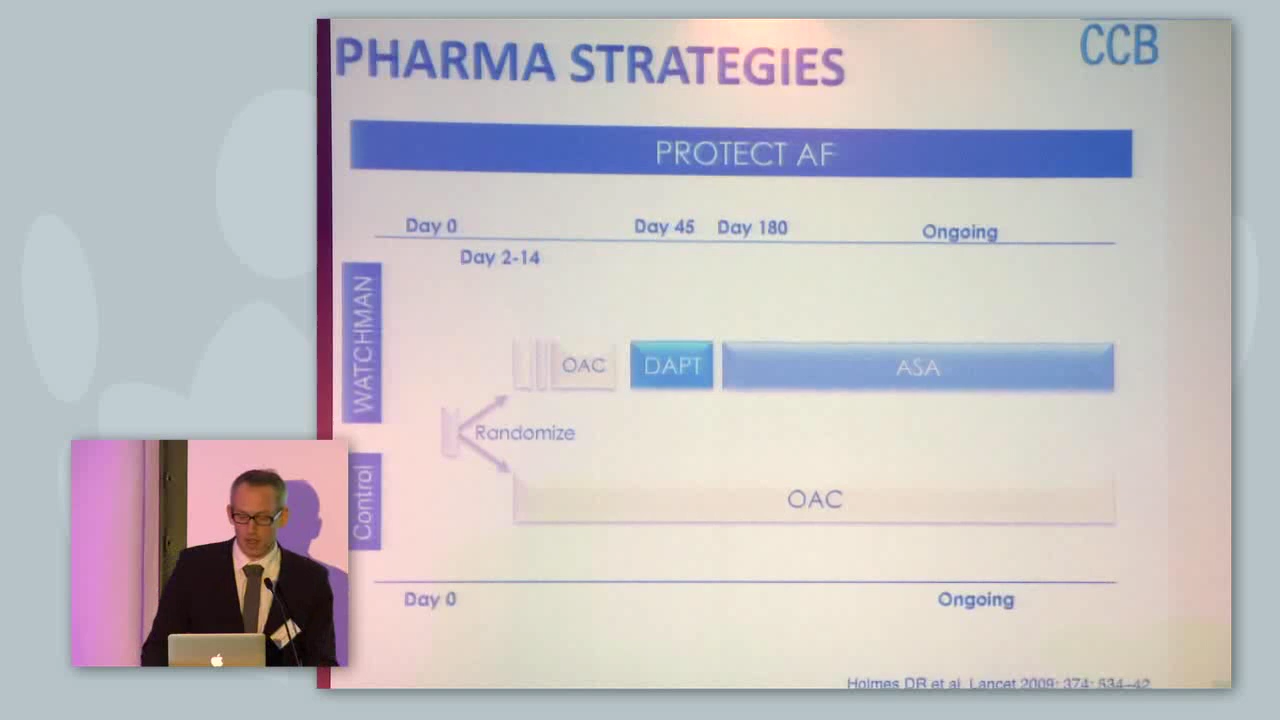 PHARMA STRATEGIES
CCB
PROTECT AF
Day 0
Day 45
Day 180
Ongoing
Day 2-14
WATCHMAN
OAC
DAPT
ASA
Randomize
Control
OAC
Day 0
Ongoing
Holmes DR et al. Lancet 2009; 374: 534–42